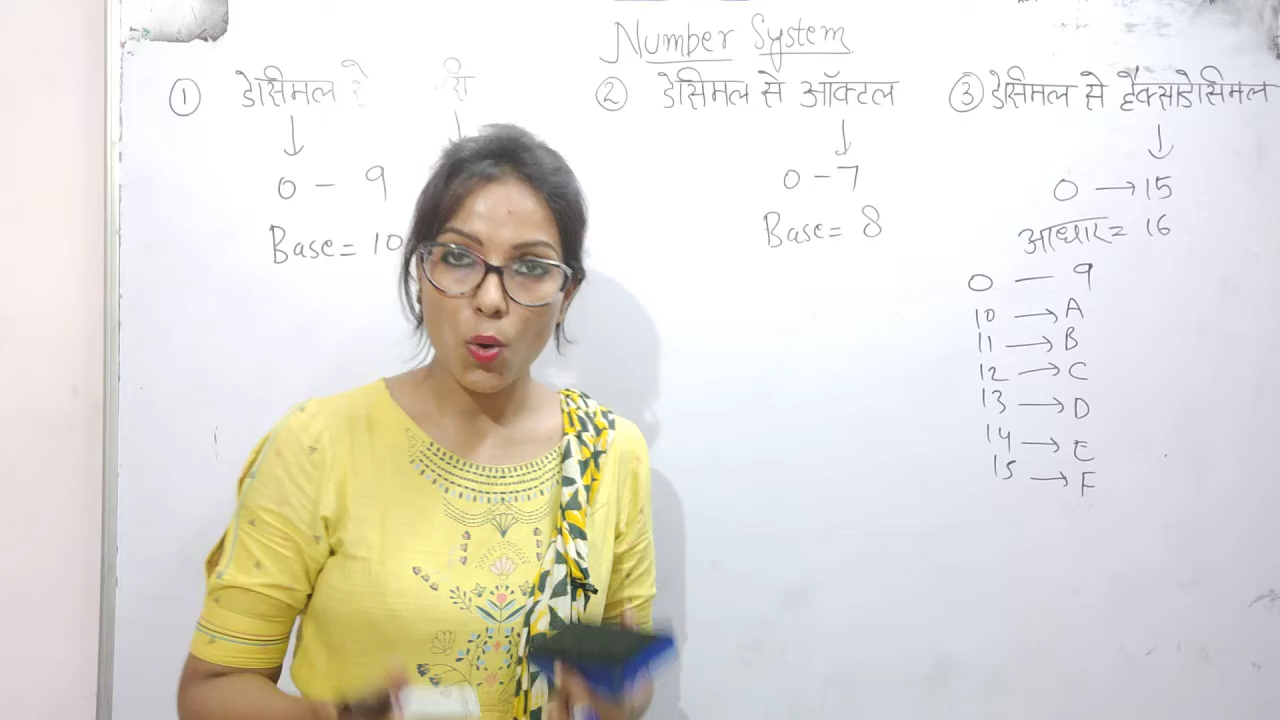 Number System
① डेसिमल
② डेसिमल से ऑक्टल
③ डेसिमल से हैक्साडेसिमल
0 - 9
Base = 10
0 - 7
Base = 8
0 → 15
आधार = 16
0 — 9
10 → A
11 → B
12 → C
13 → D
14 → E
15 → F